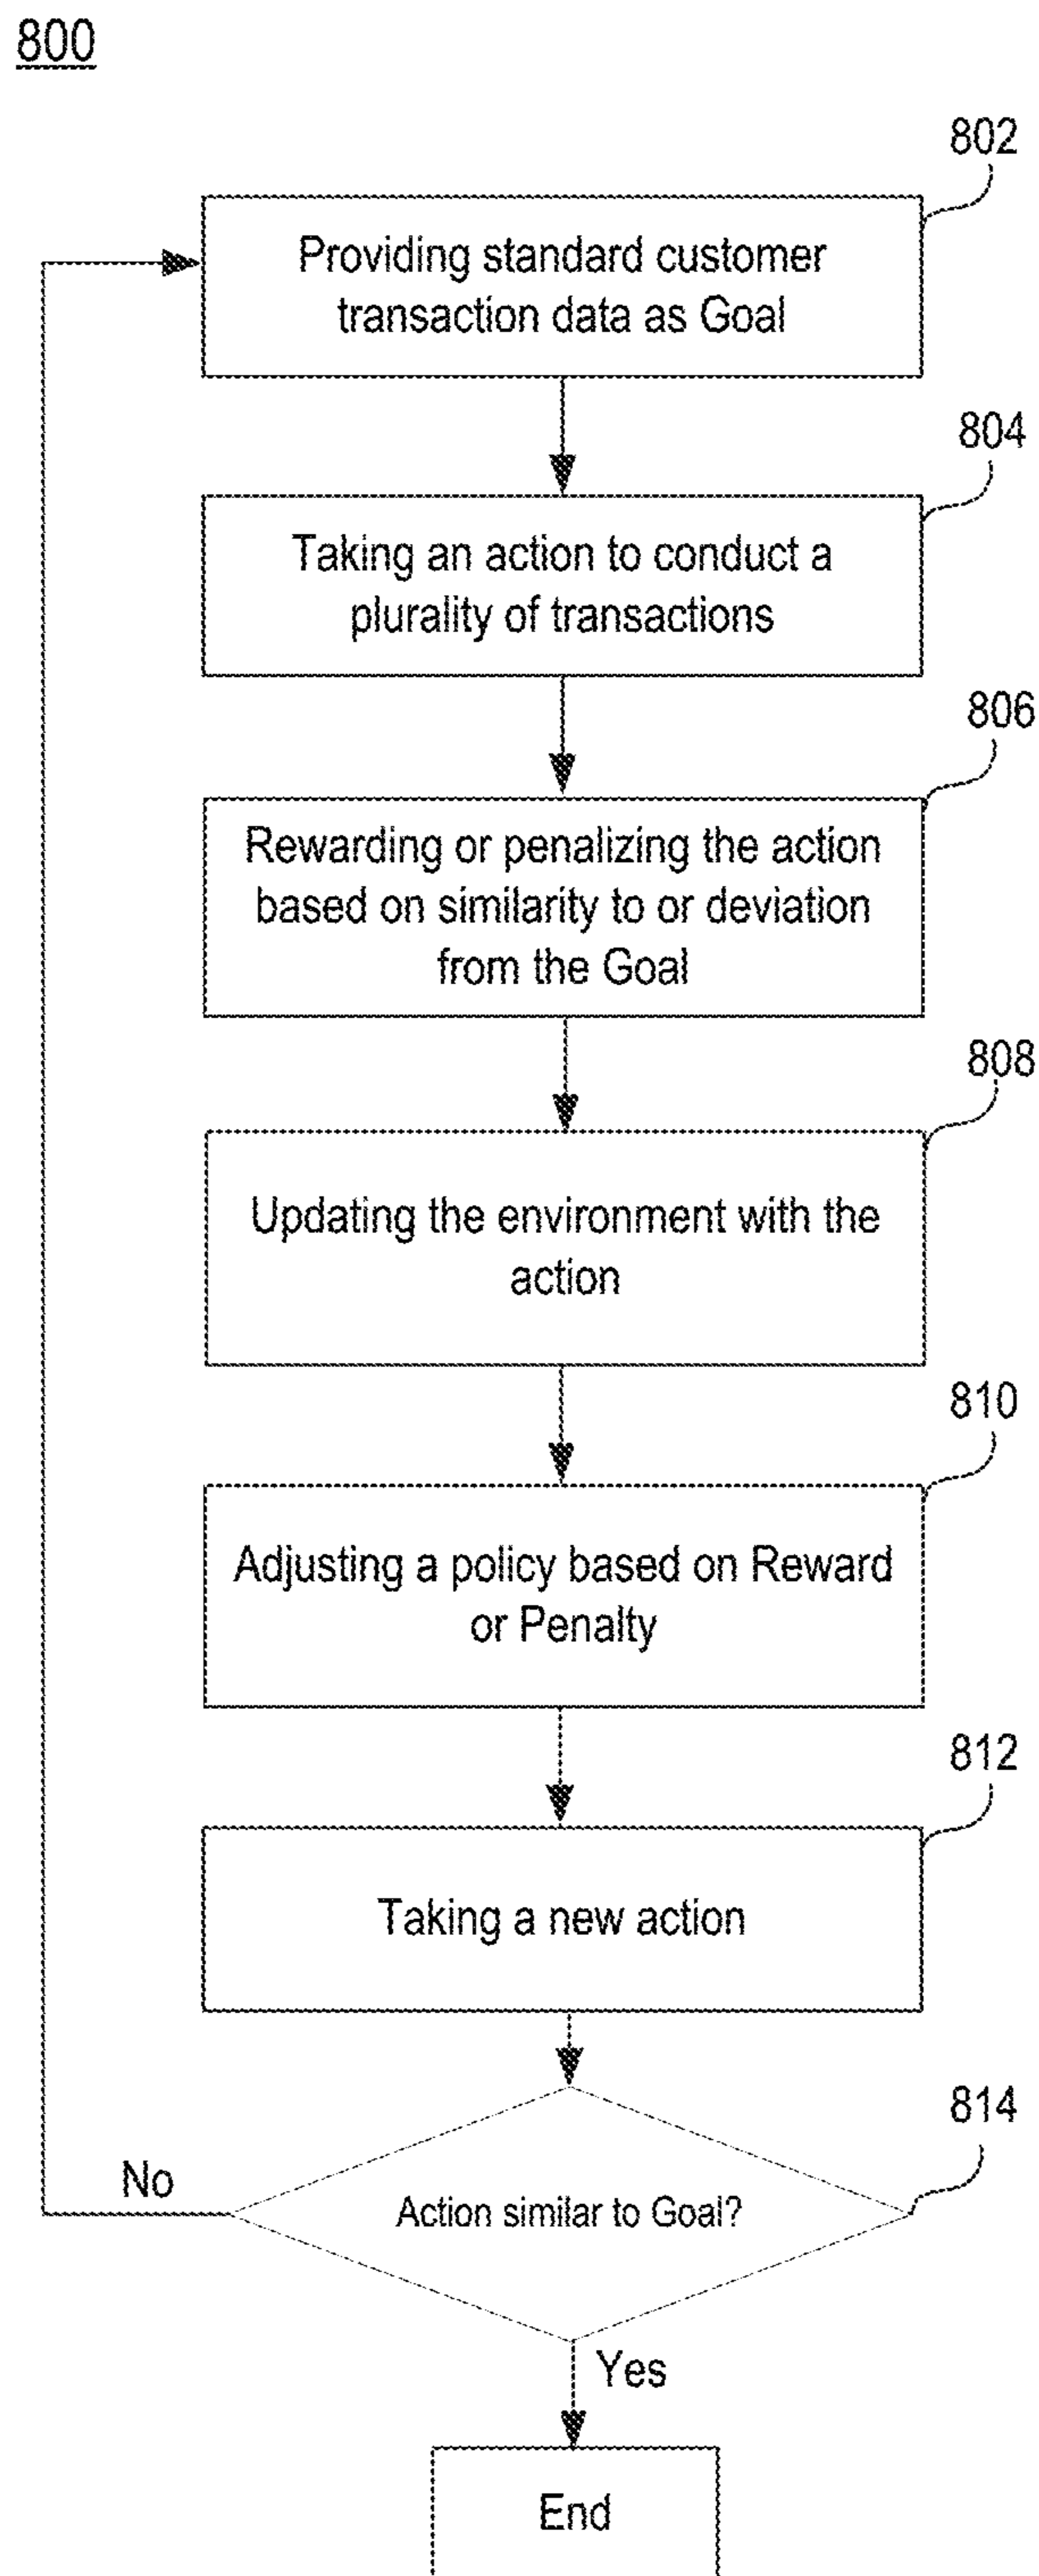 800
802
Providing standard customer
transaction data as Goal
804
Taking an action to conduct a
plurality of transactions
806
Rewarding or penalizing the action
based on similarity to or deviation
from the Goal
808
Updating the environment with the
action
810
Adjusting a policy based on Reward
or Penalty
812
Taking a new action
814
No
Action similar to Goal?
Yes
End